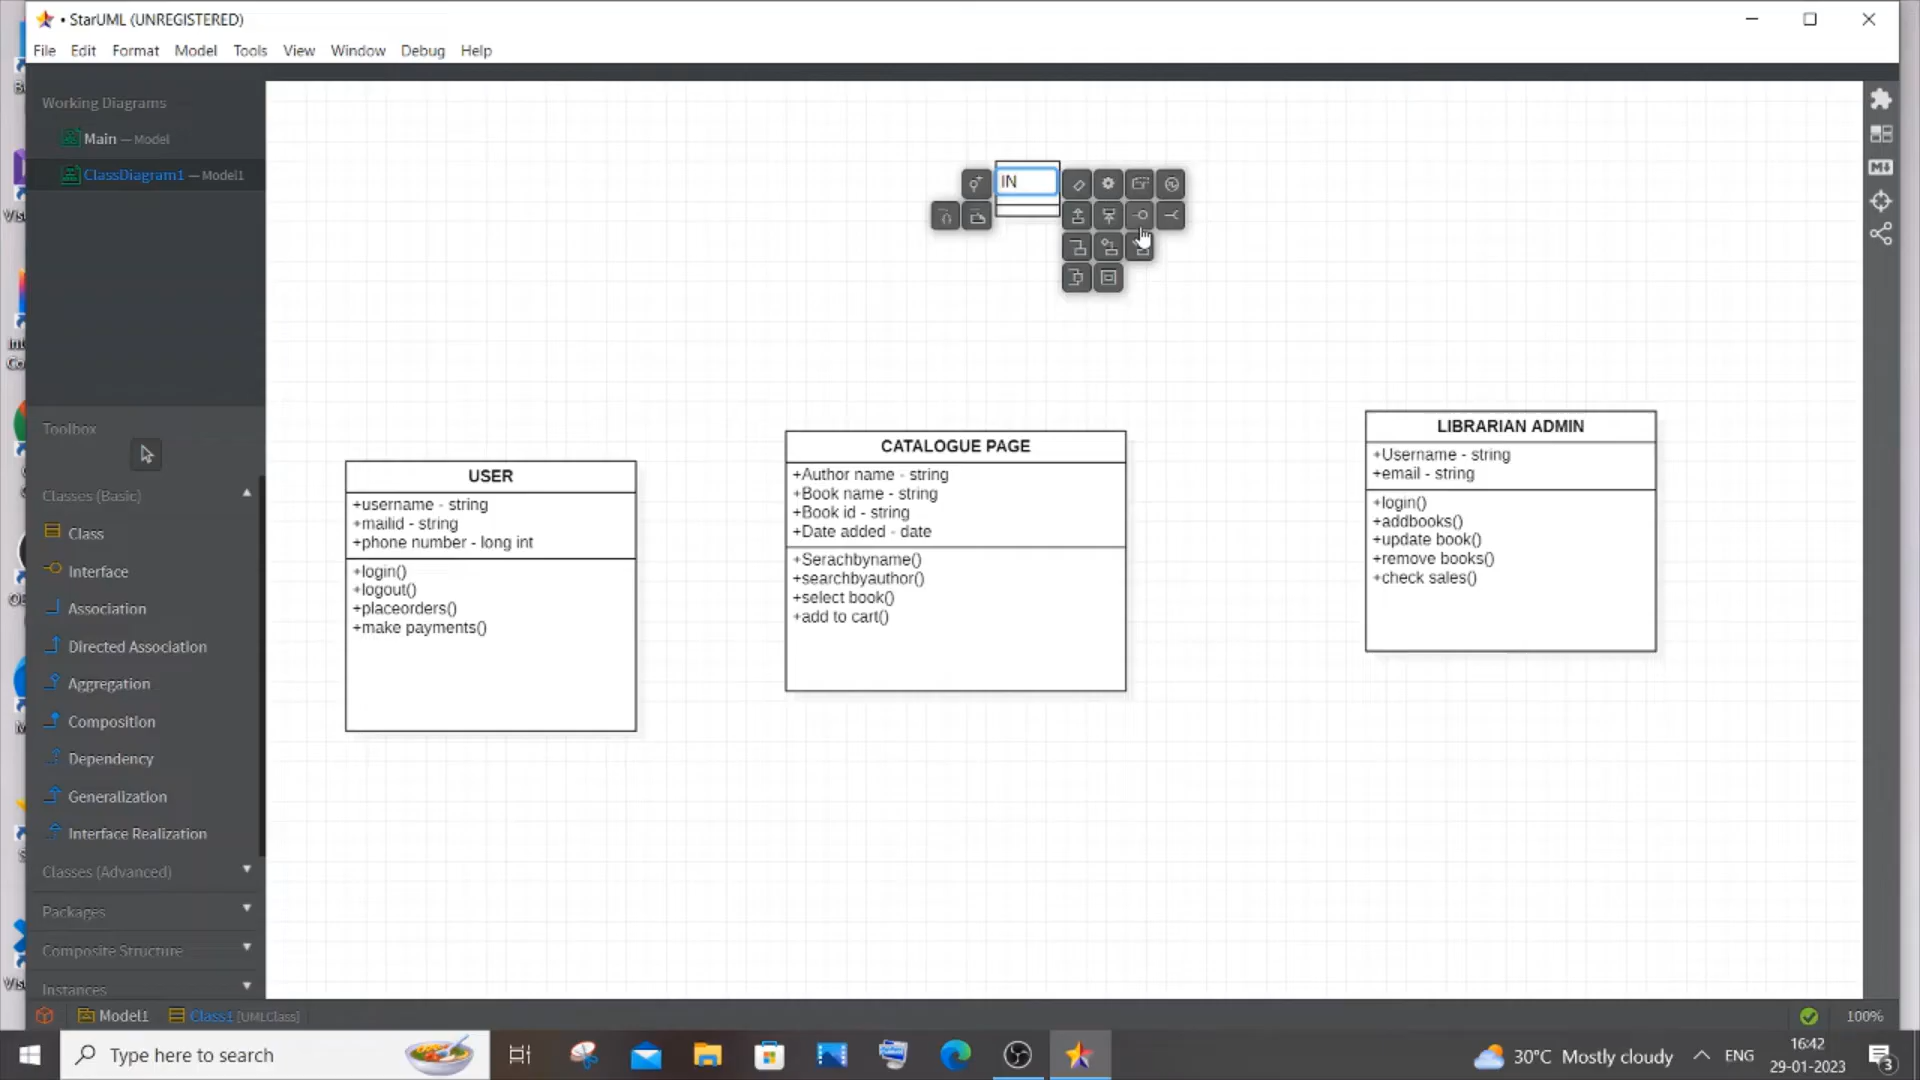 • StarUML (UNREGISTERED)
File Edit Format Model Tools View Window Debug Help
Working Diagrams
Main — Model
ClassDiagram1 — Model1
Toolbox
Classes (Basic)
Class
Interface
Association
Directed Association
Aggregation
Composition
Dependency
Generalization
Interface Realization
Classes (Advanced)
Packages
Composite Structure
Instances
IN
USER
+username - string
+mailid - string
+phone number - long int
+login()
+logout()
+placeorders()
+make payments()
CATALOGUE PAGE
+Author name - string
+Book name - string
+Book id - string
+Date added - date
+Serachbyname()
+searchbyauthor()
+select book()
+add to cart()
LIBRARIAN ADMIN
+Username - string
+email - string
+login()
+addbooks()
+update book()
+remove books()
+check sales()
Model1 Class1 [UMLClass]
100%
Type here to search
30°C Mostly cloudy
ENG
16:42
29-01-2023
3